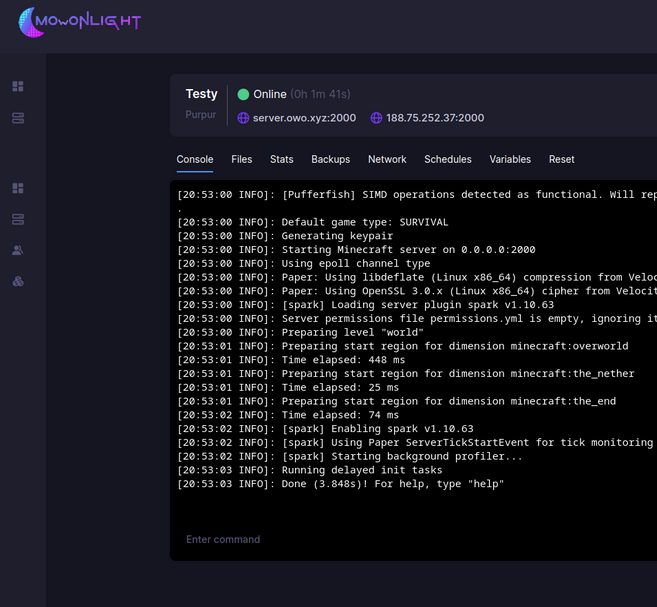 MOWONLIGHT
Testy
Online (0h 1m 41s)
Purpur
server.owo.xyz:2000 188.75.252.37:2000
Console Files Stats Backups Network Schedules Variables Reset
[20:53:00 INFO]: [Pufferfish] SIMD operations detected as functional. Will rep
.
[20:53:00 INFO]: Default game type: SURVIVAL
[20:53:00 INFO]: Generating keypair
[20:53:00 INFO]: Starting Minecraft server on 0.0.0.0:2000
[20:53:00 INFO]: Using epoll channel type
[20:53:00 INFO]: Paper: Using libdeflate (Linux x86_64) compression from Veloc
[20:53:00 INFO]: Paper: Using OpenSSL 3.0.x (Linux x86_64) cipher from Velocit
[20:53:00 INFO]: [spark] Loading server plugin spark v1.10.63
[20:53:00 INFO]: Server permissions file permissions.yml is empty, ignoring it
[20:53:00 INFO]: Preparing level "world"
[20:53:01 INFO]: Preparing start region for dimension minecraft:overworld
[20:53:01 INFO]: Time elapsed: 448 ms
[20:53:01 INFO]: Preparing start region for dimension minecraft:the_nether
[20:53:01 INFO]: Time elapsed: 25 ms
[20:53:01 INFO]: Preparing start region for dimension minecraft:the_end
[20:53:02 INFO]: Time elapsed: 74 ms
[20:53:02 INFO]: [spark] Enabling spark v1.10.63
[20:53:02 INFO]: [spark] Using Paper ServerTickStartEvent for tick monitoring
[20:53:02 INFO]: [spark] Starting background profiler...
[20:53:03 INFO]: Running delayed init tasks
[20:53:03 INFO]: Done (3.848s)! For help, type "help"
Enter command